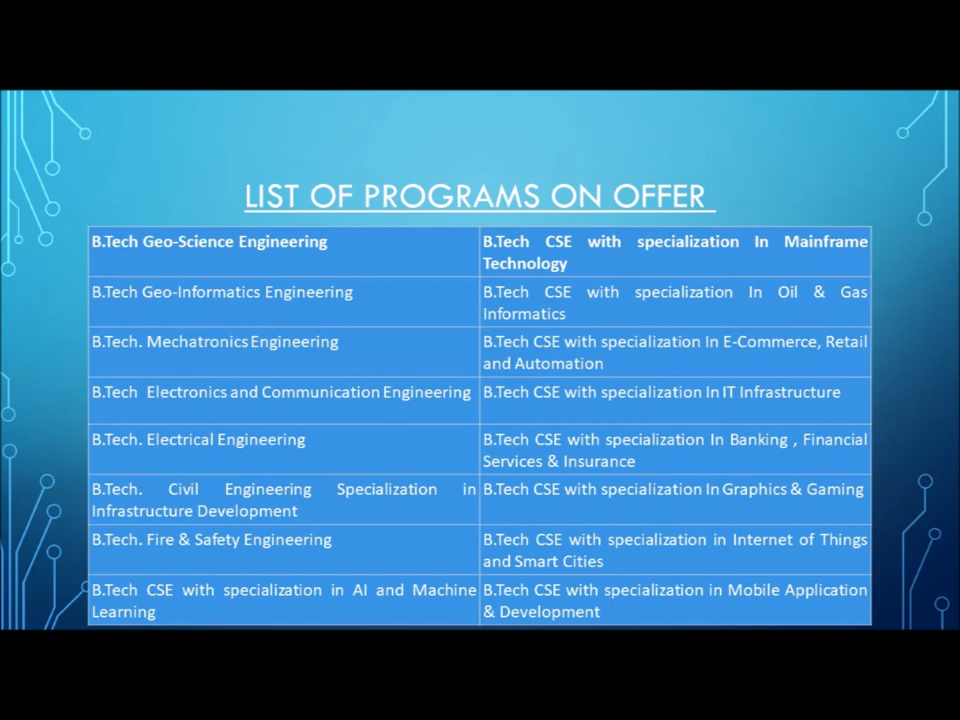 LIST OF PROGRAMS ON OFFER
B.Tech Geo-Science Engineering
B.Tech CSE with specialization In Mainframe
Technology
B.Tech Geo-Informatics Engineering
B.Tech CSE with specialization In Oil & Gas
Informatics
B.Tech. Mechatronics Engineering
B.Tech CSE with specialization In E-Commerce, Retail
and Automation
B.Tech Electronics and Communication Engineering
B.Tech CSE with specialization In IT Infrastructure
B.Tech. Electrical Engineering
B.Tech CSE with specialization In Banking , Financial
Services & Insurance
B.Tech. Civil Engineering Specialization in
Infrastructure Development
B.Tech CSE with specialization In Graphics & Gaming
B.Tech. Fire & Safety Engineering
B.Tech CSE with specialization in Internet of Things
and Smart Cities
B.Tech CSE with specialization in AI and Machine
Learning
B.Tech CSE with specialization in Mobile Application
& Development